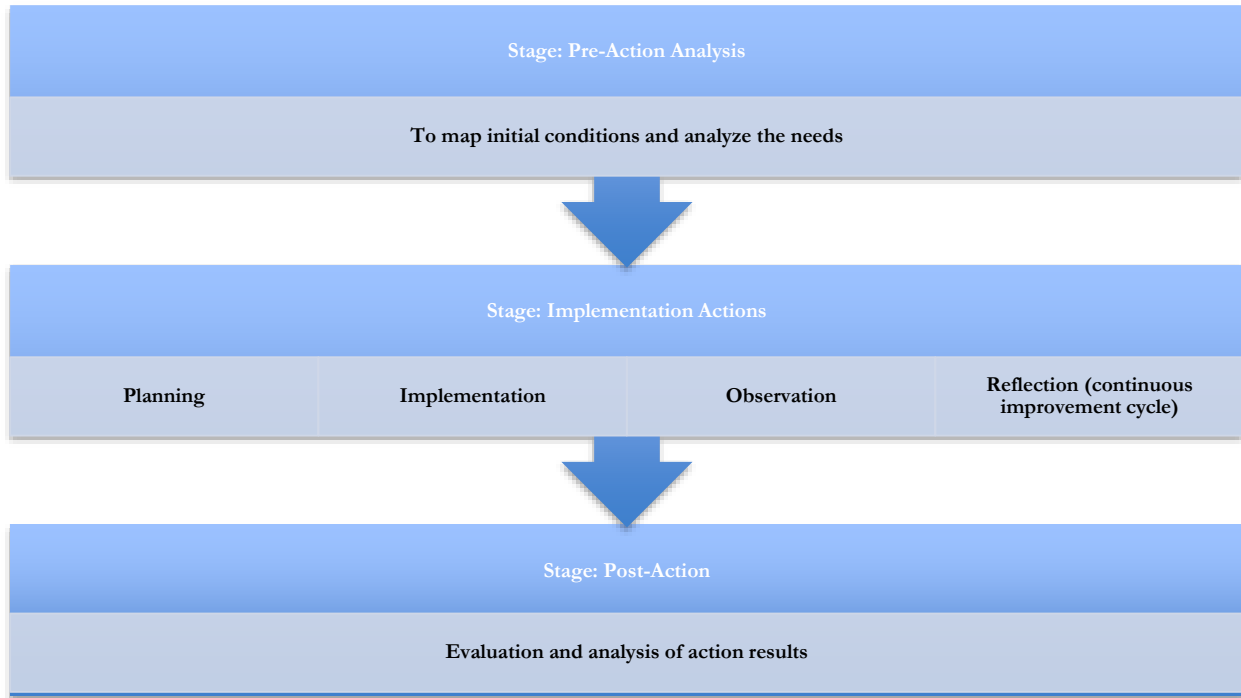 Stage: Pre-Action Analysis
To map initial conditions and analyze the needs
Stage: Implementation Actions
Planning
Implementation
Observation
Reflection (continuous
improvement cycle)
Stage: Post-Action
Evaluation and analysis of action results